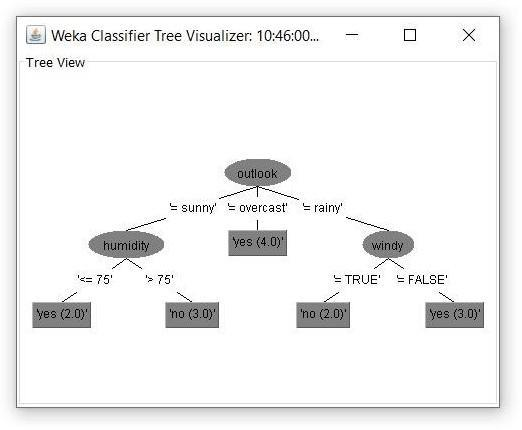 Weka Classifier Tree Visualizer: 10:46:00...
Tree View
outlook
'= sunny' '= overcast' '= rainy'
humidity 'yes (4.0)' windy
'<= 75' '> 75' '= TRUE' '= FALSE'
'yes (2.0)' 'no (3.0)' 'no (2.0)' 'yes (3.0)'